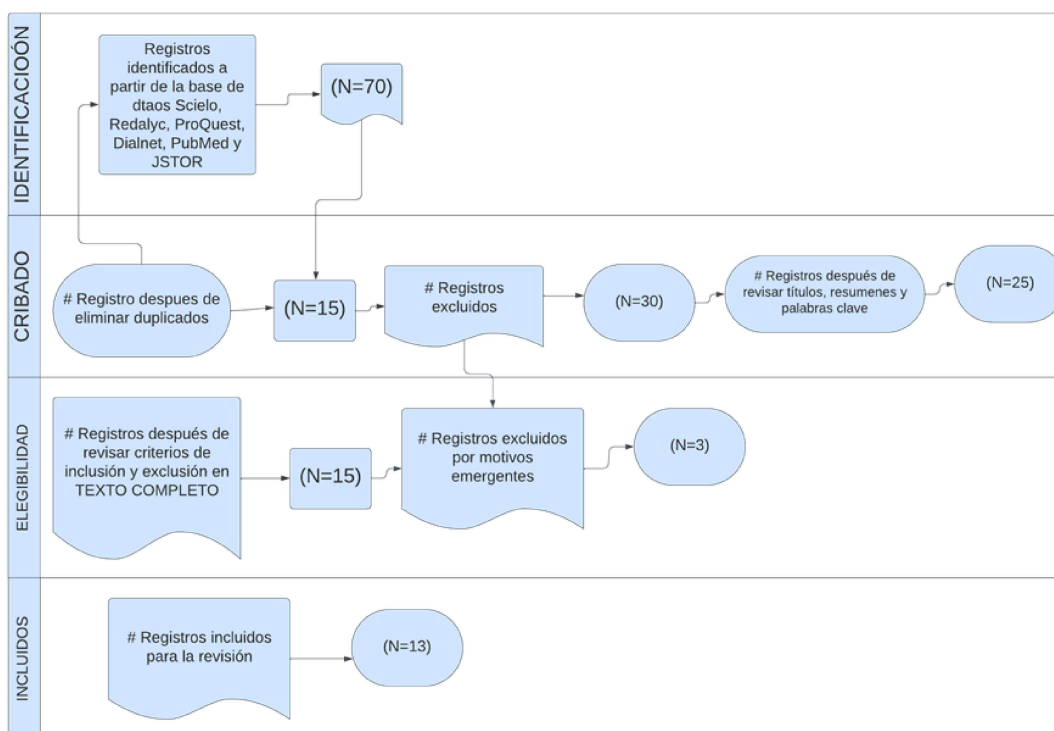 IDENTIFICACIOÓN
Registros
identificados a
partir de la base de
dtaos Scielo,
Redalyc, ProQuest,
Dialnet, PubMed y
JSTOR
(N=70)
CRIBADO
# Registro despues de
eliminar duplicados
(N=15)
# Registros
excluidos
(N=30)
# Registros después de
revisar títulos, resumenes y
palabras clave
(N=25)
ELEGIBILIDAD
# Registros después de
revisar criterios de
inclusión y exclusión en
TEXTO COMPLETO
(N=15)
# Registros excluidos
por motivos
emergentes
(N=3)
INCLUIDOS
# Registros incluidos
para la revisión
(N=13)